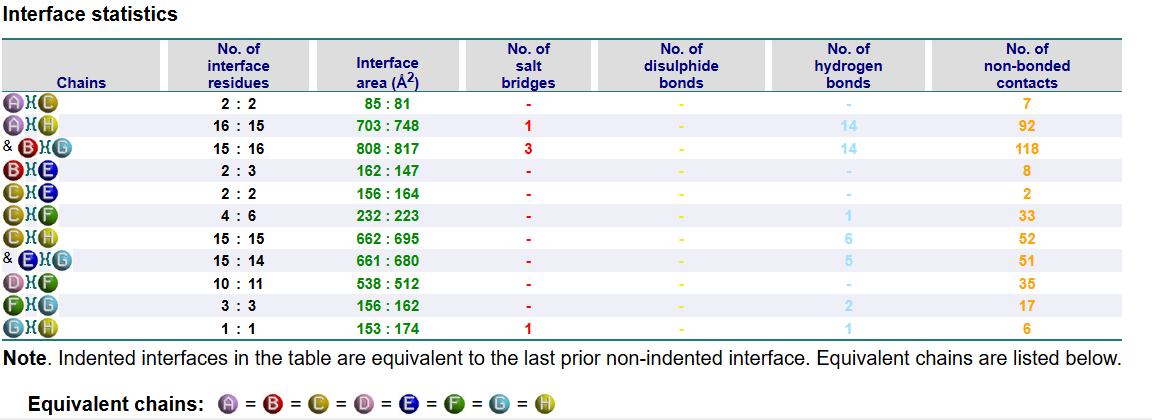 Interface statistics
Chains No. of interface residues Interface area (Å2) No. of salt bridges No. of disulphide bonds No. of hydrogen bonds No. of non-bonded contacts
A}{C 2 : 2 85 : 81 - - - 7
A}{H 16 : 15 703 : 748 1 - 14 92
& B}{G 15 : 16 808 : 817 3 - 14 118
B}{E 2 : 3 162 : 147 - - - 8
C}{E 2 : 2 156 : 164 - - - 2
C}{F 4 : 6 232 : 223 - - 1 33
C}{H 15 : 15 662 : 695 - - 6 52
& E}{G 15 : 14 661 : 680 - - 5 51
D}{F 10 : 11 538 : 512 - - - 35
F}{G 3 : 3 156 : 162 - - 2 17
G}{H 1 : 1 153 : 174 1 - 1 6
Note. Indented interfaces in the table are equivalent to the last prior non-indented interface. Equivalent chains are listed below.
Equivalent chains: A = B = C = D = E = F = G = H